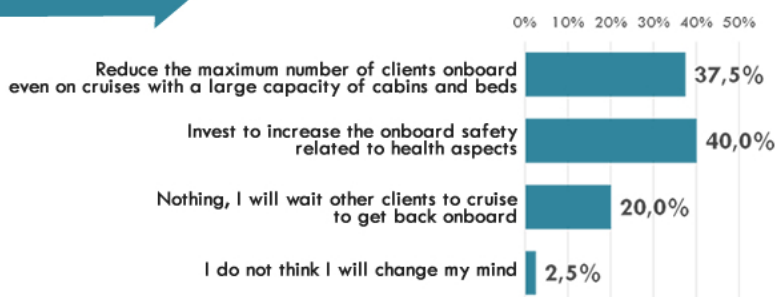 0% 10% 20% 30% 40% 50%
Reduce the maximum number of clients onboard
even on cruises with a large capacity of cabins and beds
37,5%
Invest to increase the onboard safety
related to health aspects
40,0%
Nothing, I will wait other clients to cruise
to get back onboard
20,0%
I do not think I will change my mind
2,5%